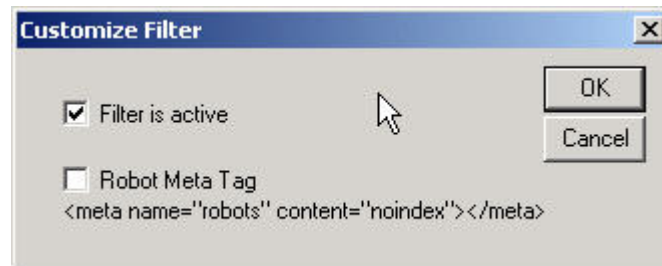 Customize Filter
OK
Filter is active
Cancel
Robot Meta Tag
<meta name="robots" content="noindex"></meta>